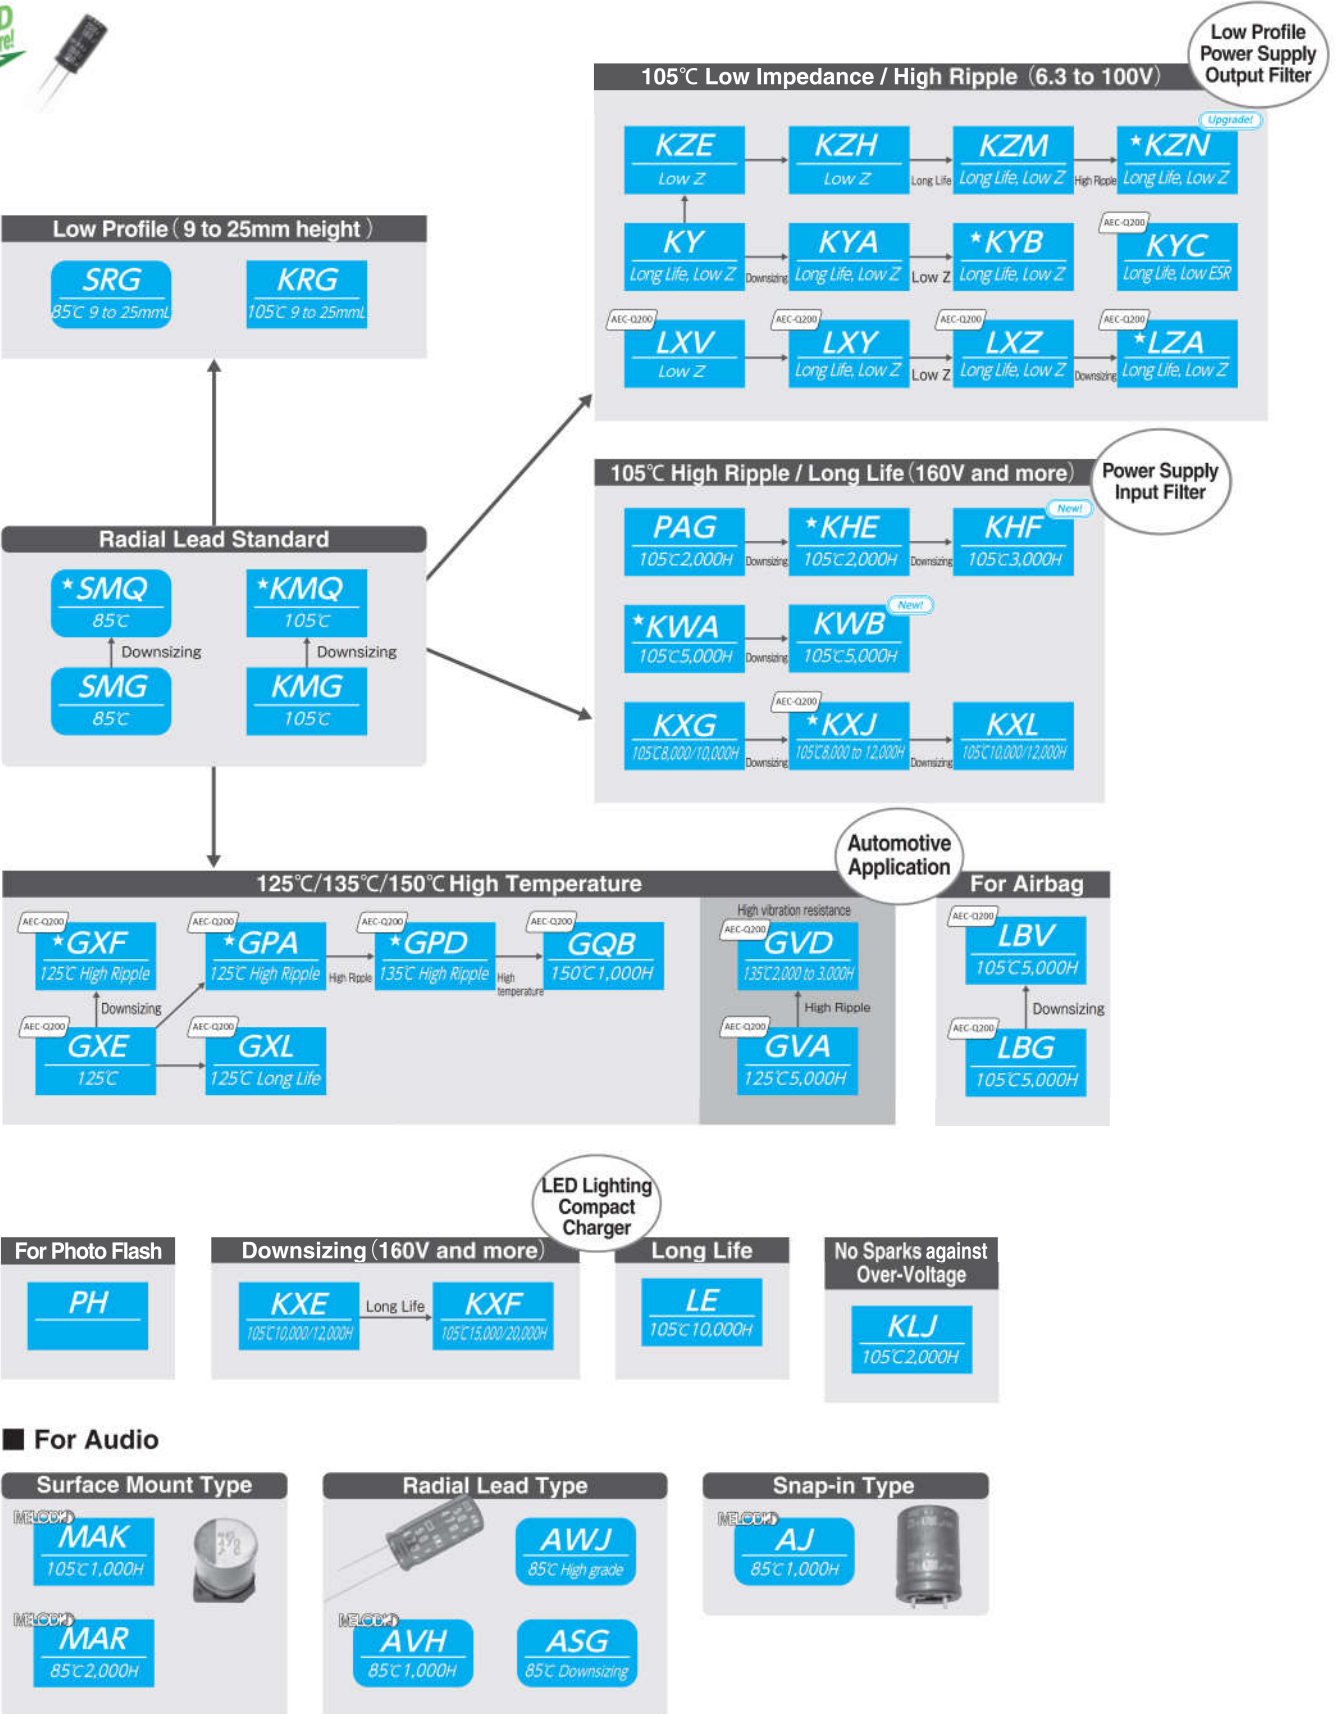 Low Profile
Power Supply
Output Filter
105℃ Low Impedance / High Ripple (6.3 to 100V)
Upgrade!
KZE
Low Z
KZH
Low Z
Long Life
KZM
Long Life, Low Z
High Ripple
★KZN
Long Life, Low Z
KY
Long Life, Low Z
Downsizing
KYA
Long Life, Low Z
Low Z
★KYB
Long Life, Low Z
AEC-Q200
KYC
Long Life, Low ESR
AEC-Q200
LXV
Low Z
AEC-Q200
LXY
Long Life, Low Z
Low Z
AEC-Q200
LXZ
Long Life, Low Z
Downsizing
AEC-Q200
★LZA
Long Life, Low Z
Low Profile (9 to 25mm height)
SRG
85℃ 9 to 25mmL
KRG
105℃ 9 to 25mmL
Radial Lead Standard
★SMQ
85℃
Downsizing
SMG
85℃
★KMQ
105℃
Downsizing
KMG
105℃
Power Supply
Input Filter
105℃ High Ripple / Long Life (160V and more)
PAG
105℃2,000H
Downsizing
★KHE
105℃2,000H
Downsizing
New!
KHF
105℃3,000H
★KWA
105℃5,000H
Downsizing
New!
KWB
105℃5,000H
KXG
105℃8,000/10,000H
Downsizing
AEC-Q200
★KXJ
105℃8,000 to 12,000H
Downsizing
KXL
105℃10,000/12,000H
Automotive
Application
125℃/135℃/150℃ High Temperature
AEC-Q200
★GXF
125℃ High Ripple
AEC-Q200
★GPA
125℃ High Ripple
High Ripple
AEC-Q200
★GPD
135℃ High Ripple
High
temperature
AEC-Q200
GQB
150℃1,000H
Downsizing
AEC-Q200
GXE
125℃
AEC-Q200
GXL
125℃ Long Life
High vibration resistance
AEC-Q200
GVD
135℃2,000 to 3,000H
High Ripple
AEC-Q200
GVA
125℃5,000H
For Airbag
AEC-Q200
LBV
105℃5,000H
Downsizing
AEC-Q200
LBG
105℃5,000H
LED Lighting
Compact
Charger
For Photo Flash
PH
Downsizing (160V and more)
KXE
105℃10,000/12,000H
Long Life
KXF
105℃15,000/20,000H
Long Life
LE
105℃10,000H
No Sparks against
Over-Voltage
KLJ
105℃2,000H
■ For Audio
Surface Mount Type
MELODIO
MAK
105℃1,000H
MELODIO
MAR
85℃2,000H
Radial Lead Type
AWJ
85℃ High grade
MELODIO
AVH
85℃1,000H
ASG
85℃ Downsizing
Snap-in Type
MELODIO
AJ
85℃1,000H